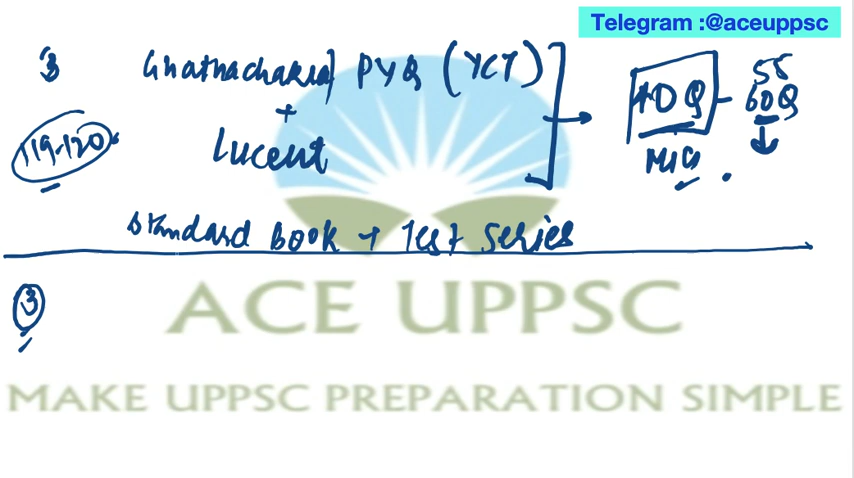 Telegram :@aceuppsc
3 Ghatnachakra PYQ (YCT) 40Q - 55
+ 60Q
119-120 Lucent
Standard Book + Test Series
3
ACE UPPSC
MAKE UPPSC PREPARATION SIMPLE